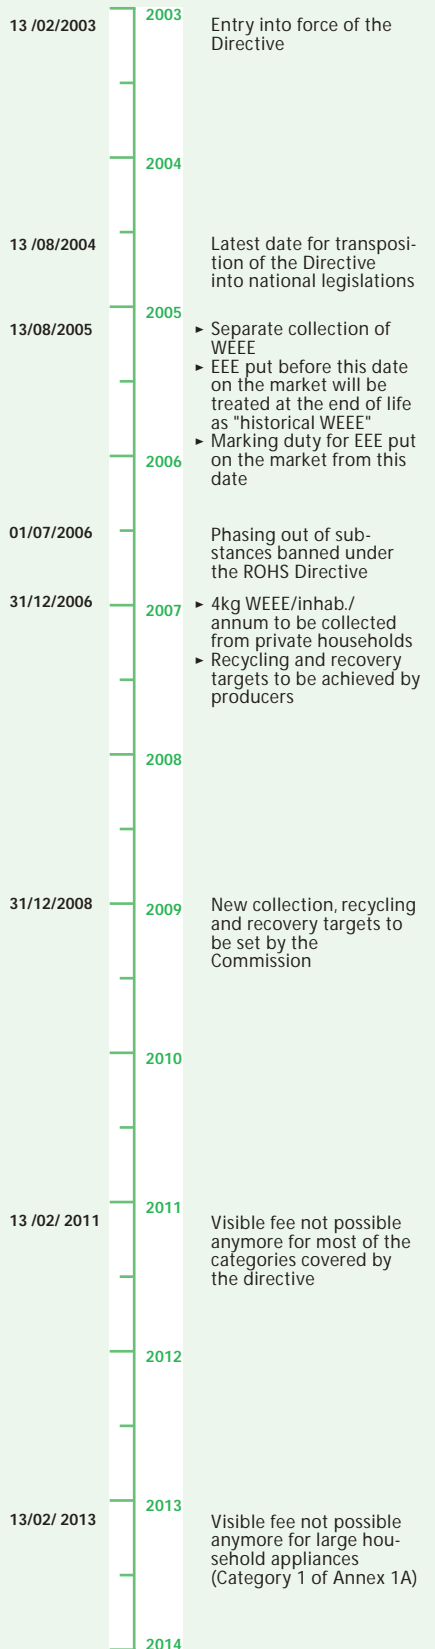 2003
13 /02/2003
Entry into force of the
Directive
2004
13 /08/2004
Latest date for transposi-
tion of the Directive
into national legislations
2005
13/08/2005
► Separate collection of
WEEE
► EEE put before this date
on the market will be
treated at the end of life
as "historical WEEE"
► Marking duty for EEE put
on the market from this
date
2006
01/07/2006
Phasing out of sub-
stances banned under
the ROHS Directive
31/12/2006
2007
► 4kg WEEE/inhab./
annum to be collected
from private households
► Recycling and recovery
targets to be achieved by
producers
2008
31/12/2008
2009
New collection, recycling
and recovery targets to
be set by the
Commission
2010
2011
13 /02/ 2011
Visible fee not possible
anymore for most of the
categories covered by
the directive
2012
2013
13/02/ 2013
Visible fee not possible
anymore for large hou-
sehold appliances
(Category 1 of Annex 1A)
2014